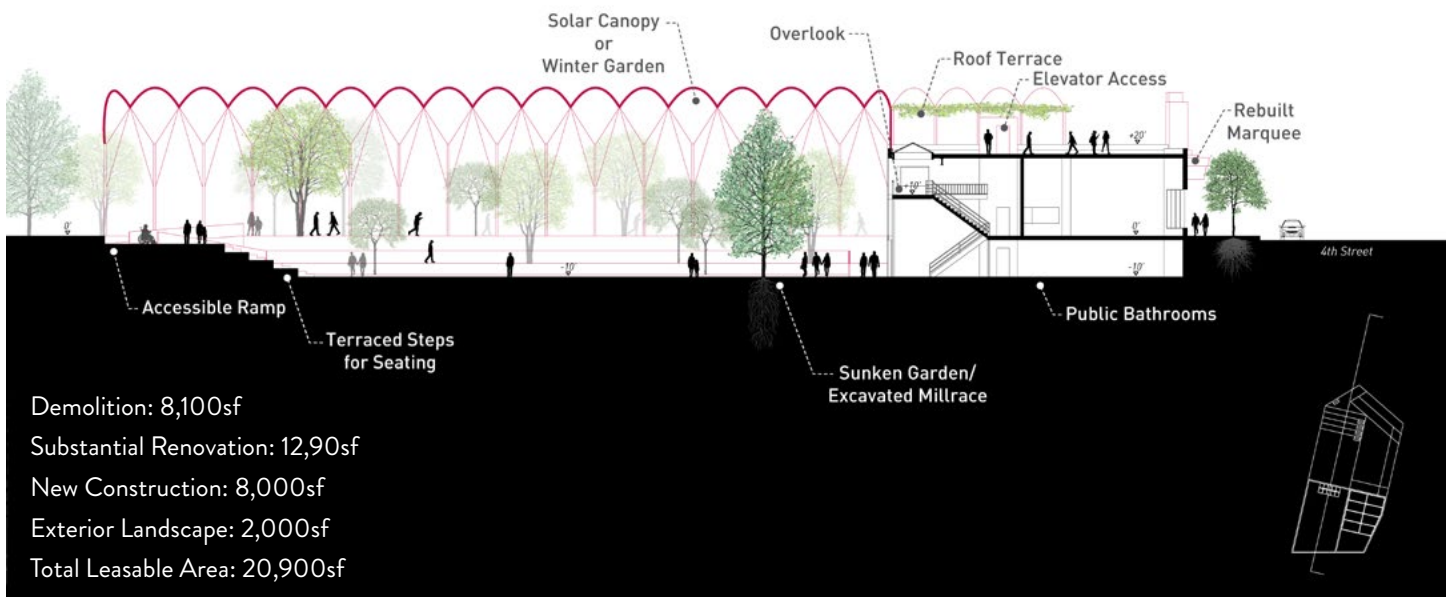 Solar Canopy
or
Winter Garden
Overlook
Roof Terrace
Elevator Access
Rebuilt
Marquee
+20'
+10'
0'
0'
-10'
-10'
4th Street
Accessible Ramp
Terraced Steps
for Seating
Public Bathrooms
Sunken Garden/
Excavated Millrace
Demolition: 8,100sf
Substantial Renovation: 12,90sf
New Construction: 8,000sf
Exterior Landscape: 2,000sf
Total Leasable Area: 20,900sf